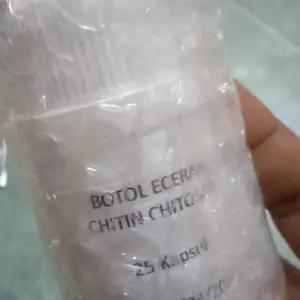 BOTOL ECERAN
CHITIN
25 Kapsul